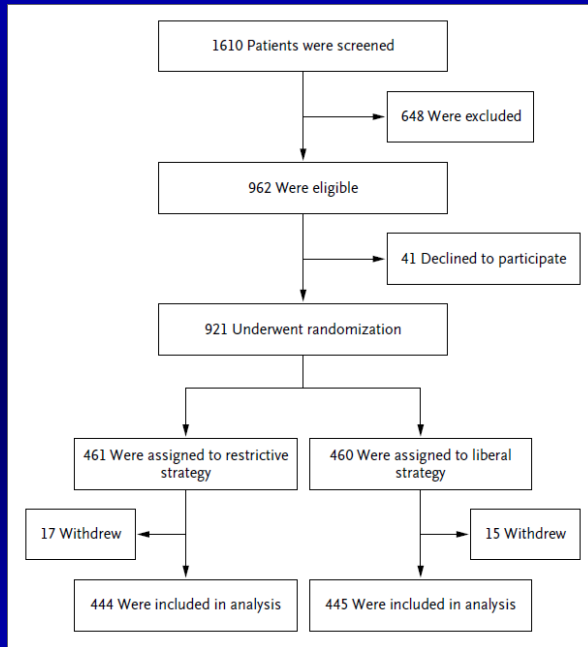 1610 Patients were screened
648 Were excluded
962 Were eligible
41 Declined to participate
921 Underwent randomization
461 Were assigned to restrictive
strategy
460 Were assigned to liberal
strategy
17 Withdrew
15 Withdrew
444 Were included in analysis
445 Were included in analysis